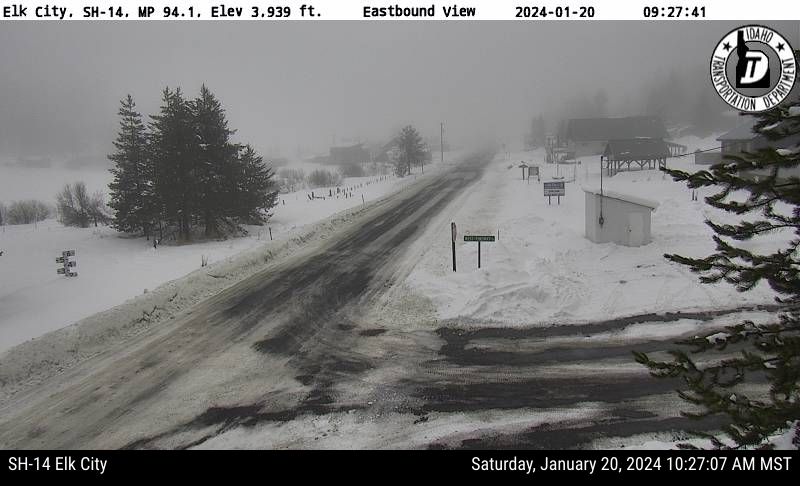 Elk City, SH-14, MP 94.1, Elev 3,939 ft. Eastbound View 2024-01-20 09:27:41
IDAHO
TRANSPORTATION DEPARTMENT
SH-14 Elk City Saturday, January 20, 2024 10:27:07 AM MST